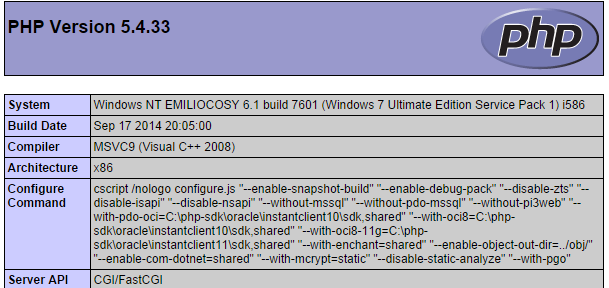 PHP Version 5.4.33
php
System Windows NT EMILIOCOSY 6.1 build 7601 (Windows 7 Ultimate Edition Service Pack 1) i586
Build Date Sep 17 2014 20:05:00
Compiler MSVC9 (Visual C++ 2008)
Architecture x86
Configure Command cscript /nologo configure.js "--enable-snapshot-build" "--enable-debug-pack" "--disable-zts" "--
disable-isapi" "--disable-nsapi" "--without-mssql" "--without-pdo-mssql" "--without-pi3web" "--
with-pdo-oci=C:\php-sdk\oracle\instantclient10\sdk,shared" "--with-oci8=C:\php-
sdk\oracle\instantclient10\sdk,shared" "--with-oci8-11g=C:\php-
sdk\oracle\instantclient11\sdk,shared" "--with-enchant=shared" "--enable-object-out-dir=../obj/"
"--enable-com-dotnet=shared" "--with-mcrypt=static" "--disable-static-analyze" "--with-pgo"
Server API CGI/FastCGI